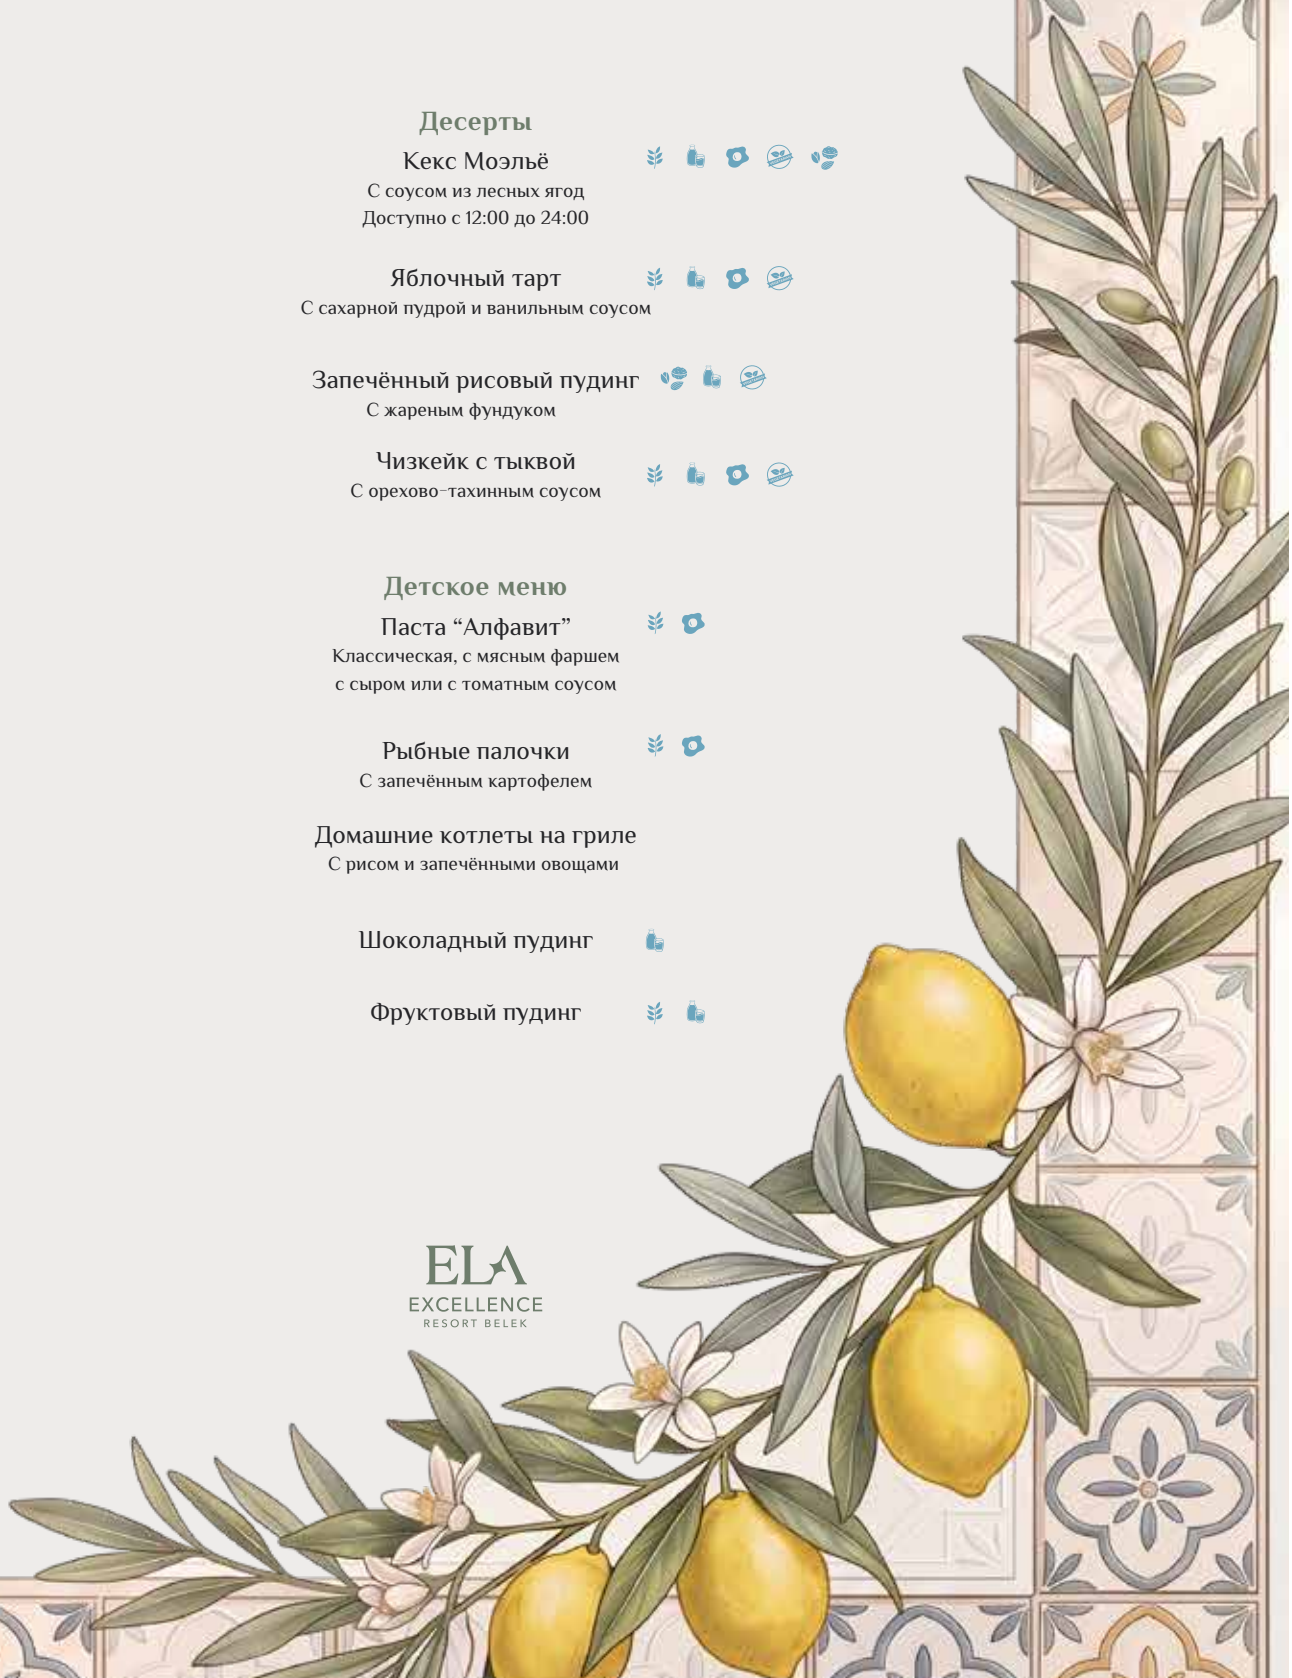 Десерты
Кекс Моэльё
С соусом из лесных ягод
Доступно с 12:00 до 24:00
Яблочный тарт
С сахарной пудрой и ванильным соусом
Запечённый рисовый пудинг
С жареным фундуком
Чизкейк с тыквой
С орехово-тахинным соусом
Детское меню
Паста “Алфавит”
Классическая, с мясным фаршем
с сыром или с томатным соусом
Рыбные палочки
С запечённым картофелем
Домашние котлеты на гриле
С рисом и запечёнными овощами
Шоколадный пудинг
Фруктовый пудинг
ELA
EXCELLENCE
RESORT BELEK